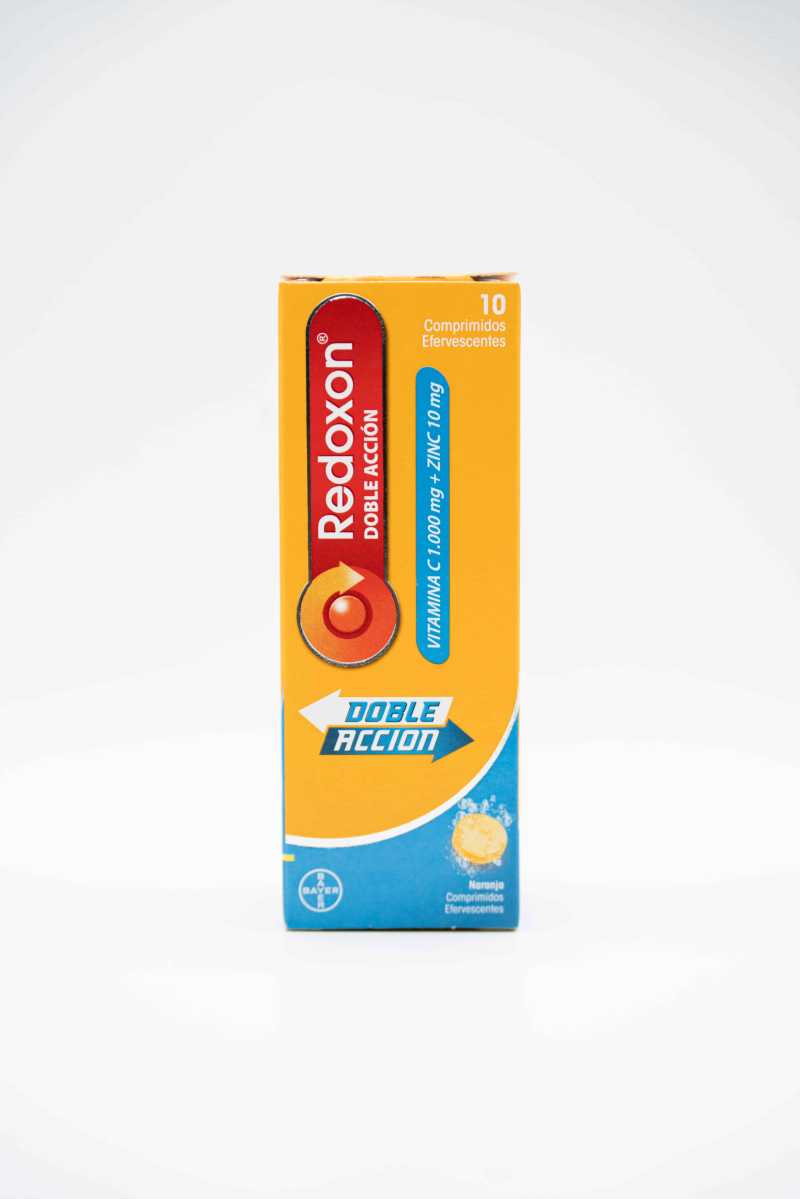 10
Comprimidos
Efervescentes
Redoxon®
DOBLE ACCIÓN
VITAMINA C 1.000 mg + ZINC 10 mg
DOBLE
ACCION
BAYER
BAYER
Naranja
Comprimidos
Efervescentes